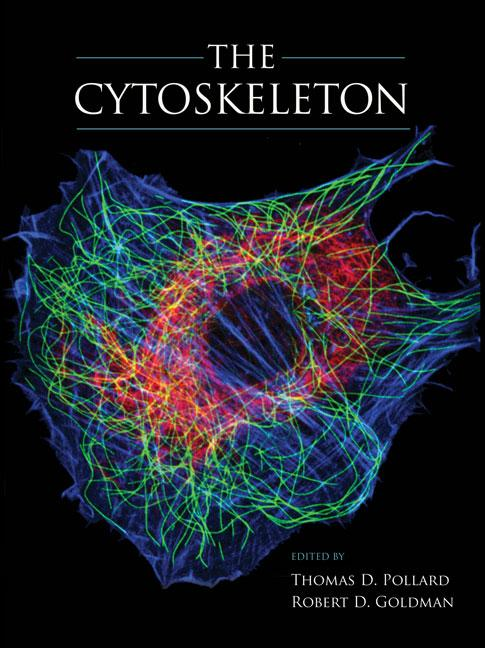 THE
CYTOSKELETON
EDITED BY
THOMAS D. POLLARD
ROBERT D. GOLDMAN